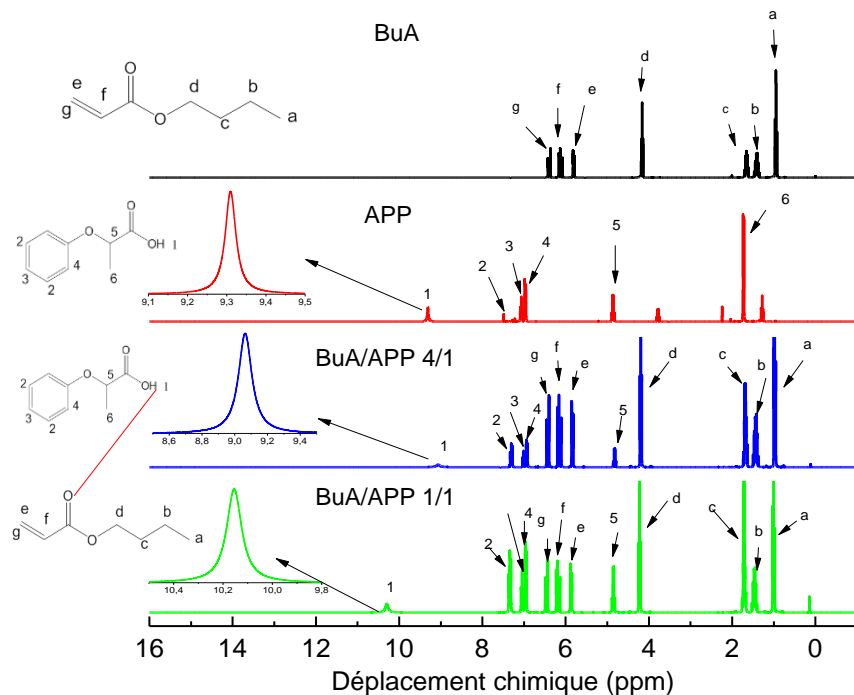 BuA
a
d
g
f
e
c
b
e
g
f
O
O
d
c
b
a
APP
6
1
2
3
4
5
2
3
2
4
O
5
6
O
OH 1
9,1 9,2 9,3 9,4 9,5
BuA/APP 4/1
1
2
3
4
g
f
e
5
d
c
b
a
2
3
2
4
O
5
6
O
OH 1
8,6 8,8 9,0 9,2 9,4
BuA/APP 1/1
1
2
4
g
f
e
5
d
c
b
a
e
g
f
O
O
d
c
b
a
10,4 10,2 10,0 9,8
16 14 12 10 8 6 4 2 0
Déplacement chimique (ppm)